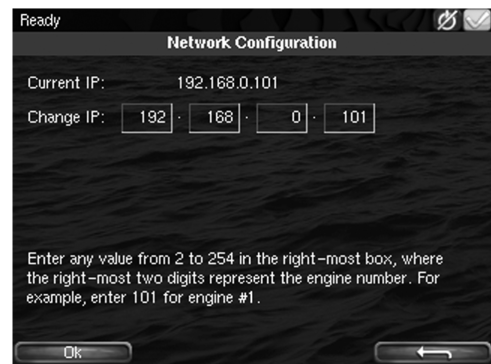 Ready
Network Configuration
Current IP: 192.168.0.101
Change IP: 192 . 168 . 0 . 101
Enter any value from 2 to 254 in the right-most box, where
the right-most two digits represent the engine number. For
example, enter 101 for engine #1.
Ok